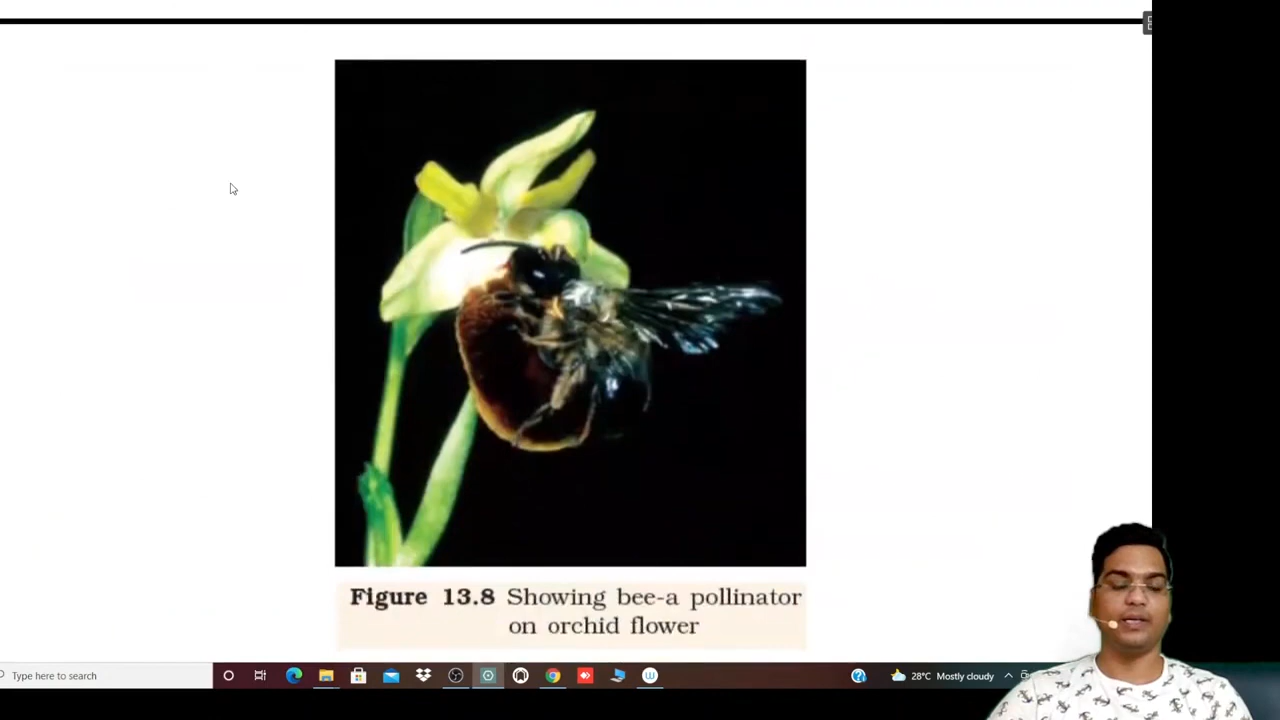 Figure 13.8 Showing bee-a pollinator
on orchid flower
Type here to search
28°C Mostly cloudy